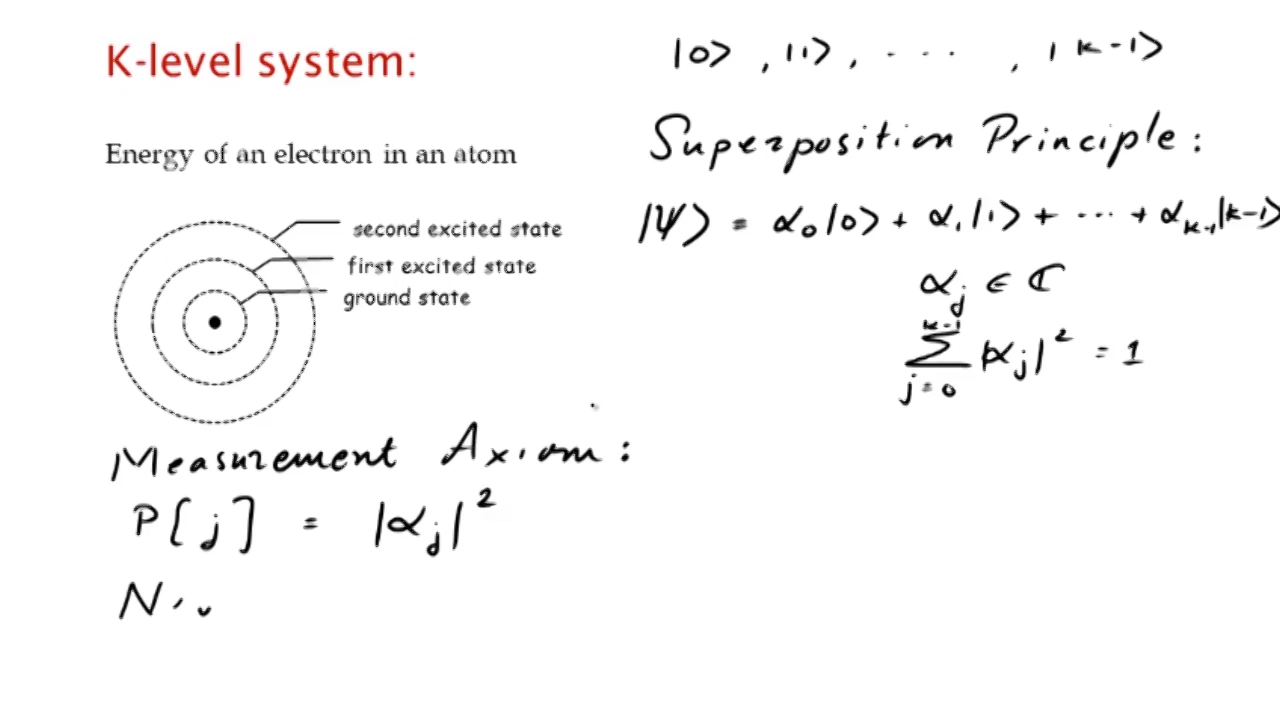 K-level system:
|0⟩ , |1⟩ , · · · , |k-1⟩
Energy of an electron in an atom
Superposition Principle:
|Ψ⟩ = α₀|0⟩ + α₁|1⟩ + ··· + αₖ₋₁|k-1⟩
second excited state
first excited state
ground state
αⱼ ∈ ℂ
k-1
∑ |αⱼ|² = 1
j=0
Measurement Axiom:
P[j] = |αⱼ|²